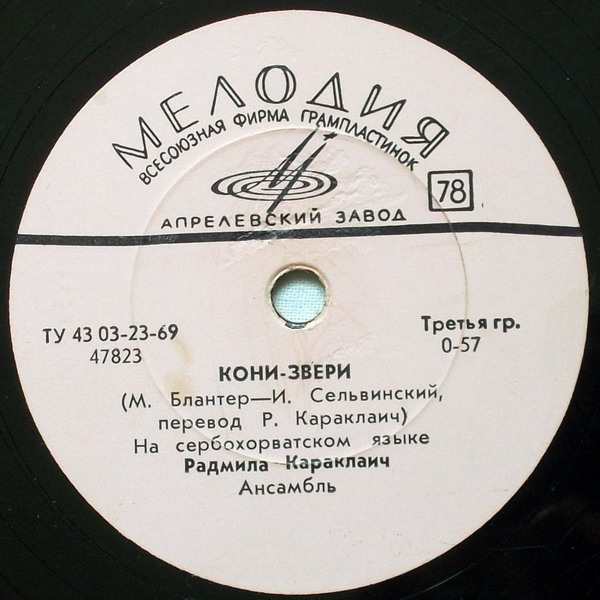 МЕЛОДИЯ
ВСЕСОЮЗНАЯ ФИРМА ГРАМПЛАСТИНОК
78
АПРЕЛЕВСКИЙ ЗАВОД
ТУ 43 03-23-69
47823
Третья гр.
0-57
КОНИ-ЗВЕРИ
(М. Блантер—И. Сельвинский,
перевод Р. Караклаич)
На сербохорватском языке
Радмила Караклаич
Ансамбль